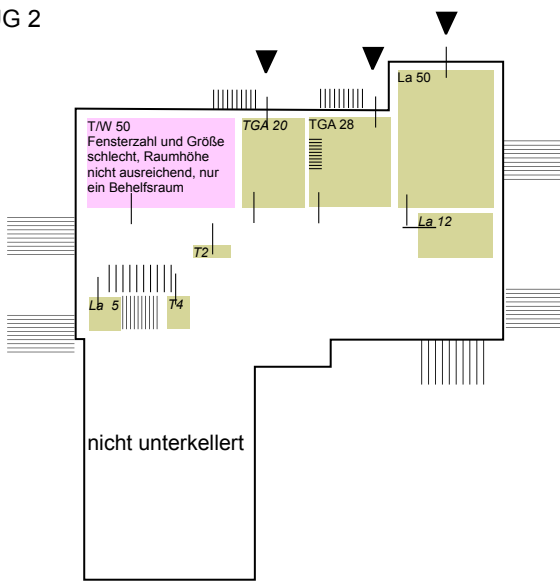 UG 2
La 50
T/W 50
Fensterzahl und Größe
schlecht, Raumhöhe
nicht ausreichend, nur
ein Behelfsraum
TGA 20
TGA 28
La 12
T2
La 5
T4
nicht unterkellert